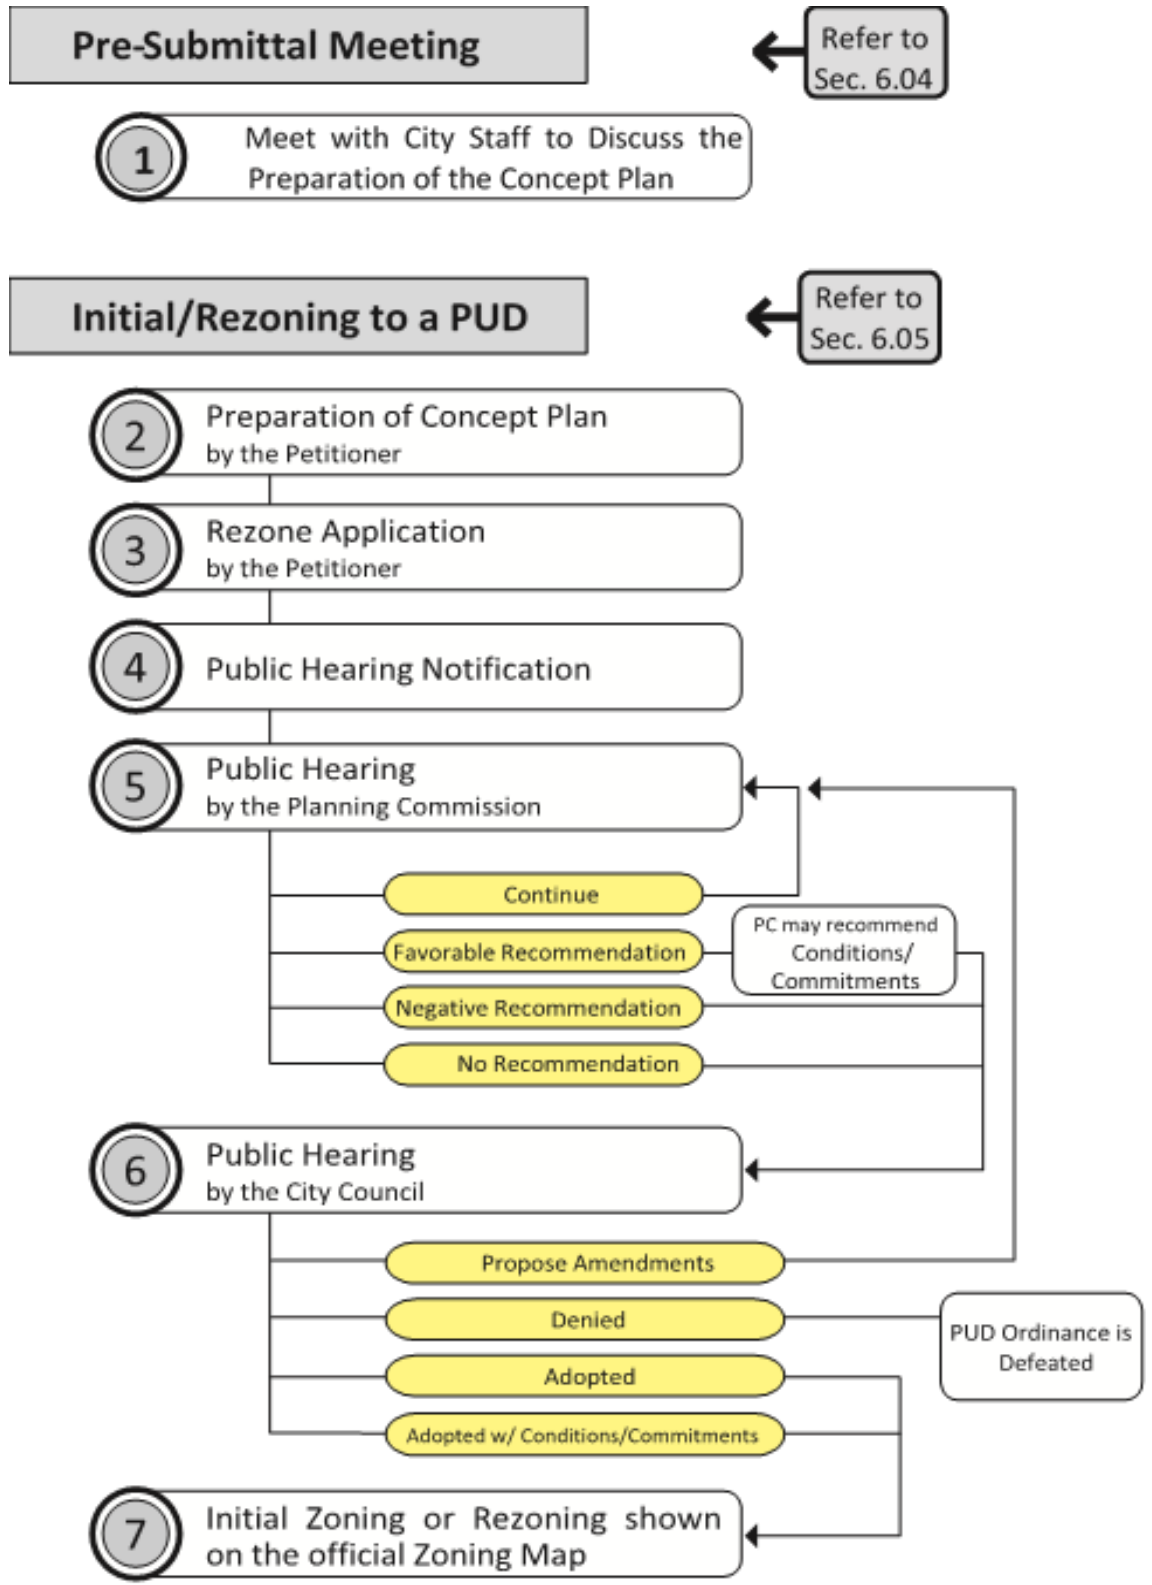 Pre-Submittal Meeting
Refer to
Sec. 6.04
1
Meet with City Staff to Discuss the
Preparation of the Concept Plan
Initial/Rezoning to a PUD
Refer to
Sec. 6.05
2
Preparation of Concept Plan
by the Petitioner
3
Rezone Application
by the Petitioner
4
Public Hearing Notification
5
Public Hearing
by the Planning Commission
Continue
Favorable Recommendation
PC may recommend
Conditions/
Commitments
Negative Recommendation
No Recommendation
6
Public Hearing
by the City Council
Propose Amendments
Denied
PUD Ordinance is
Defeated
Adopted
Adopted w/ Conditions/Commitments
7
Initial Zoning or Rezoning shown
on the official Zoning Map